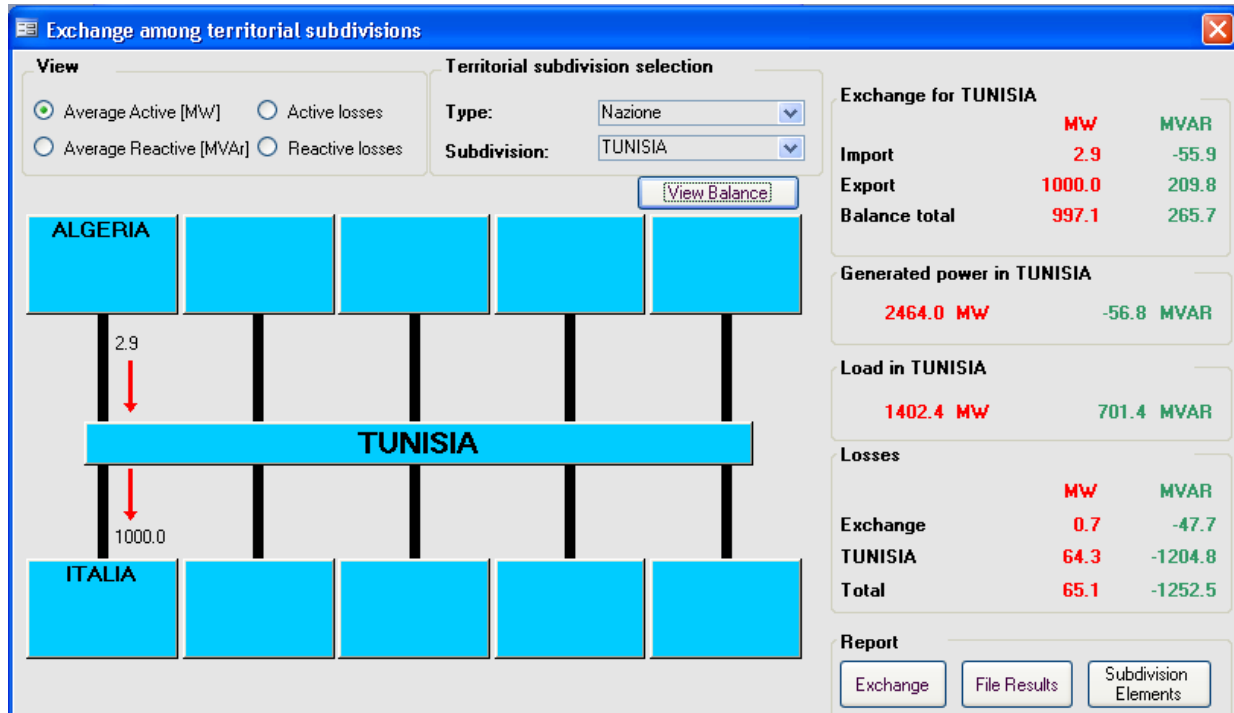 Exchange among territorial subdivisions
View
Average Active [MW] Active losses
Average Reactive [MVAr] Reactive losses
Territorial subdivision selection
Type: Nazione
Subdivision: TUNISIA
View Balance
ALGERIA
2.9
TUNISIA
1000.0
ITALIA
Exchange for TUNISIA
MW MVAR
Import 2.9 -55.9
Export 1000.0 209.8
Balance total 997.1 265.7
Generated power in TUNISIA
2464.0 MW -56.8 MVAR
Load in TUNISIA
1402.4 MW 701.4 MVAR
Losses
MW MVAR
Exchange 0.7 -47.7
TUNISIA 64.3 -1204.8
Total 65.1 -1252.5
Report
Exchange
File Results
Subdivision
Elements